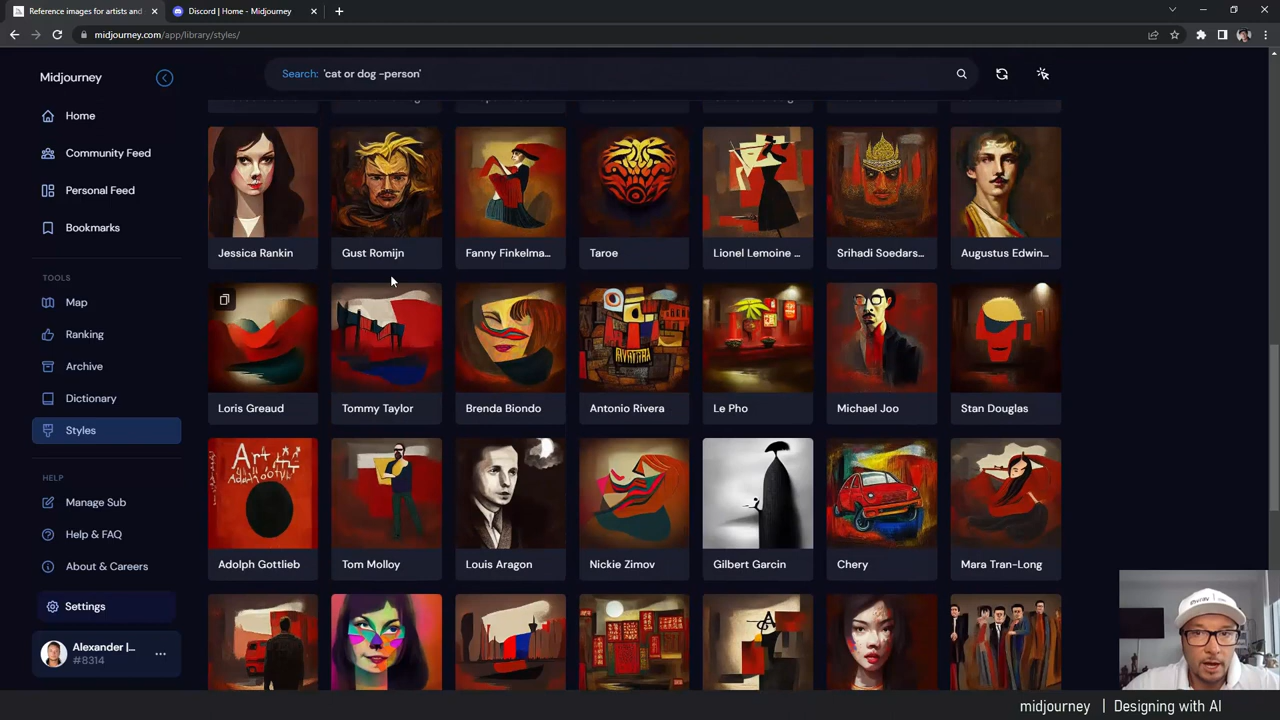 Reference images for artists and
Discord | Home - Midjourney
midjourney.com/app/library/styles/
Midjourney
Search: 'cat or dog -person'
Home
Community Feed
Personal Feed
Bookmarks
TOOLS
Map
Ranking
Archive
Dictionary
Styles
HELP
Manage Sub
Help & FAQ
About & Careers
Settings
Alexander |...
#8314
Jessica Rankin
Gust Romijn
Fanny Finkelma...
Taroe
Lionel Lemoine ...
Srihadi Soedars...
Augustus Edwin...
Loris Greaud
Tommy Taylor
Brenda Biondo
Antonio Rivera
Le Pho
Michael Joo
Stan Douglas
Adolph Gottlieb
Tom Molloy
Louis Aragon
Nickie Zimov
Gilbert Garcin
Chery
Mara Tran-Long
midjourney | Designing with AI